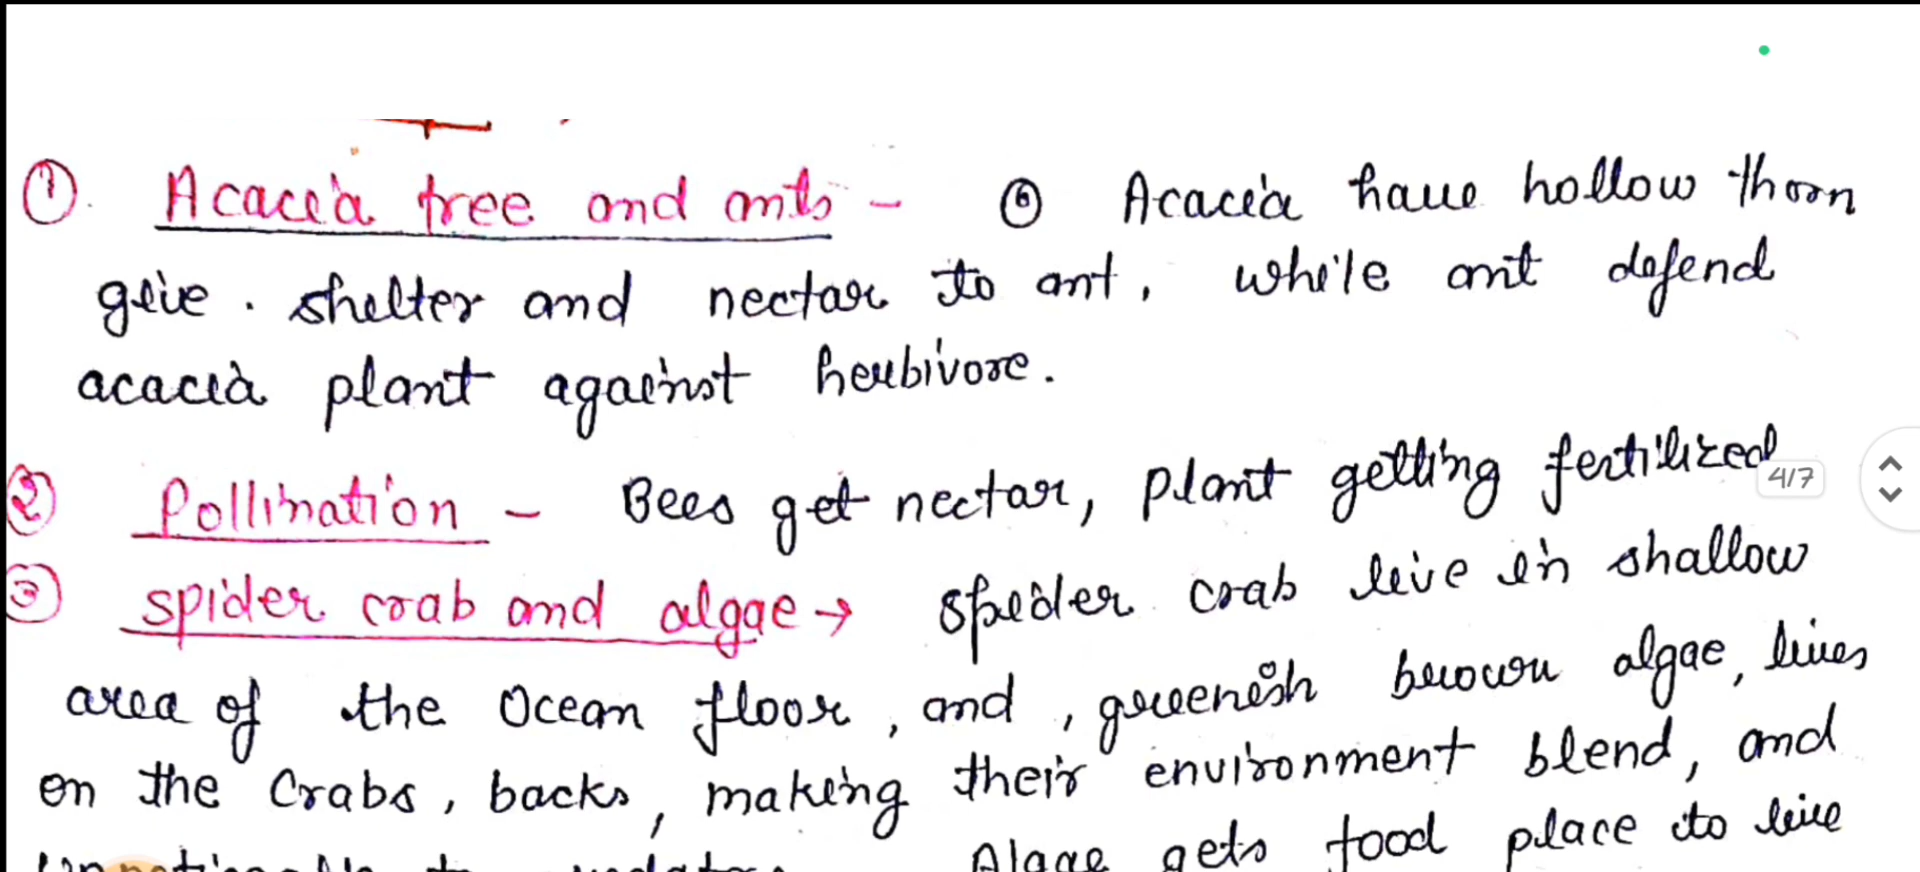 ① Acacia tree and ants - ⑥ Acacia have hollow thorn
give. shelter and nectar to ant, while ant defend
acacia plant against herbivore.
② Pollination - Bees get nectar, plant getting fertilized
4/7
③ spider crab and algae → spider crab live in shallow
area of the ocean floor, and, greenish brown algae, lives
on the Crabs, backs, making their environment blend, and
Algae gets food place to live